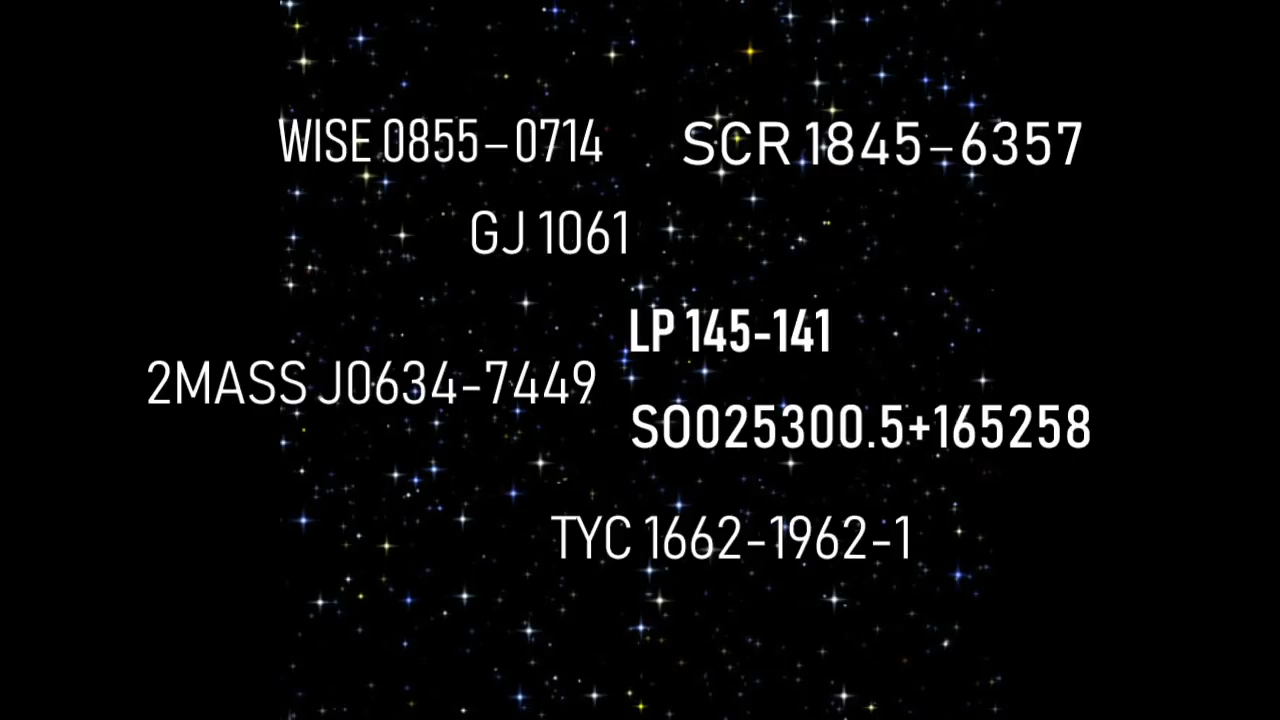 WISE 0855–0714
SCR 1845–6357
GJ 1061
LP 145-141
2MASS J0634-7449
SO025300.5+165258
TYC 1662-1962-1